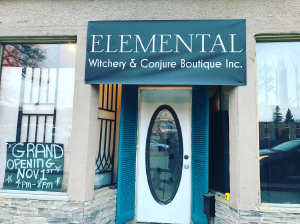 ELEMENTAL
Witchery & Conjure Boutique Inc.
GRAND
OPENING
NOV 1st
4PM-8PM